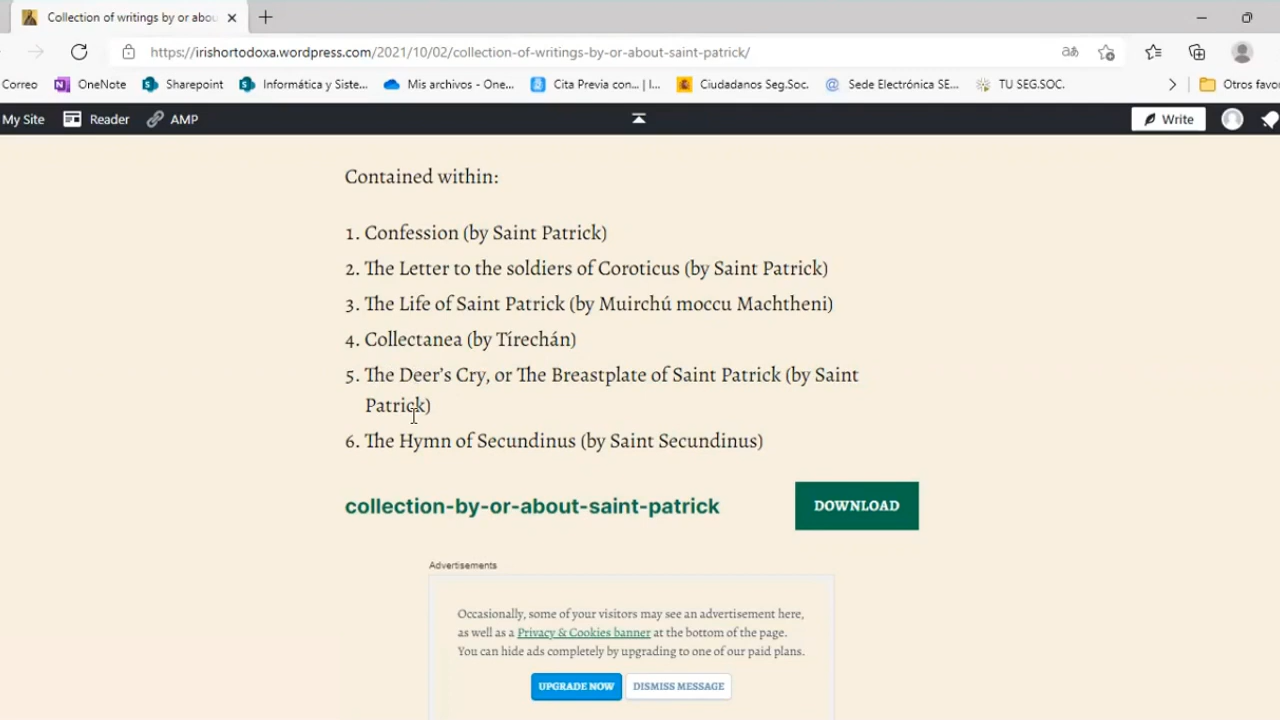 Collection of writings by or abou
https://irishortodoxa.wordpress.com/2021/10/02/collection-of-writings-by-or-about-saint-patrick/
Correo OneNote Sharepoint Informática y Siste... Mis archivos - One... Cita Previa con... | I... Ciudadanos Seg.Soc. Sede Electrónica SE... TU SEG.SOC. Otros favo
My Site Reader AMP Write
Contained within:
1. Confession (by Saint Patrick)
2. The Letter to the soldiers of Coroticus (by Saint Patrick)
3. The Life of Saint Patrick (by Muirchú moccu Machtheni)
4. Collectanea (by Tírechán)
5. The Deer’s Cry, or The Breastplate of Saint Patrick (by Saint
Patrick)
6. The Hymn of Secundinus (by Saint Secundinus)
collection-by-or-about-saint-patrick DOWNLOAD
Advertisements
Occasionally, some of your visitors may see an advertisement here,
as well as a Privacy & Cookies banner at the bottom of the page.
You can hide ads completely by upgrading to one of our paid plans.
UPGRADE NOW DISMISS MESSAGE